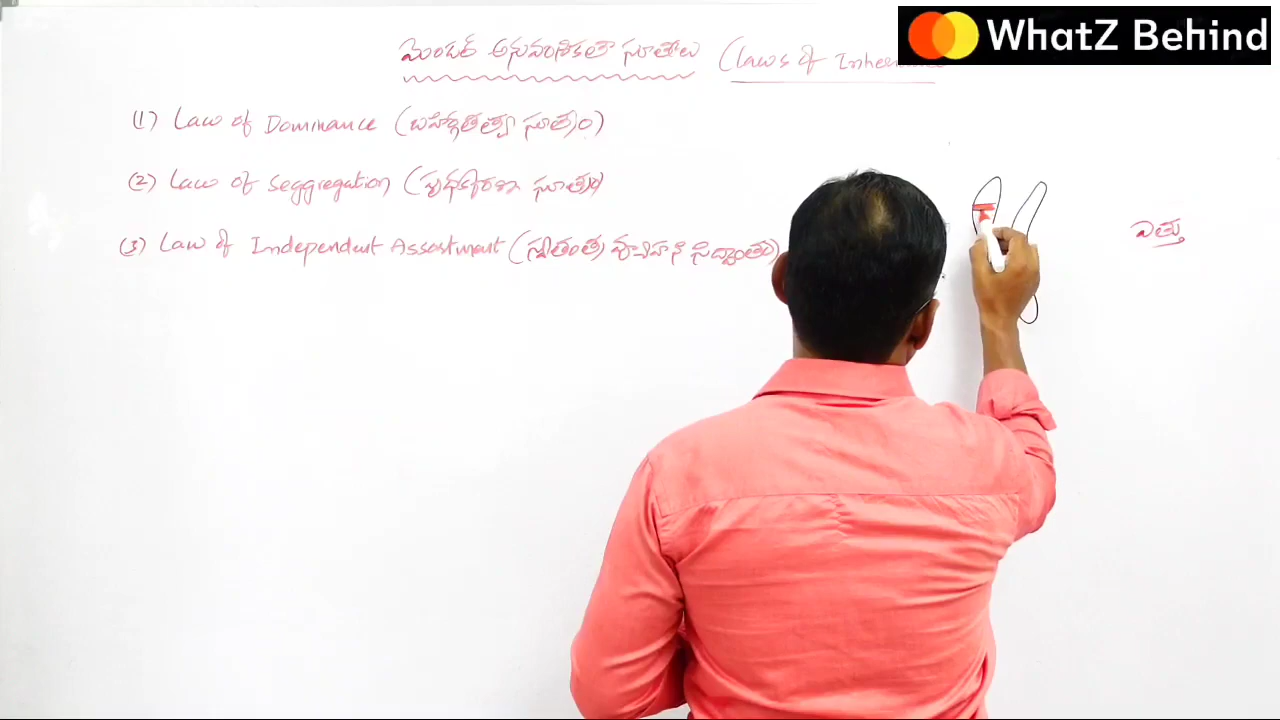 మెండల్ అనువంశికతా సూత్రాలు (Laws of
WhatZ Behind
(1) Law of Dominance (బహిర్గతత్వ సూత్రం)
(2) Law of Seggregation (పృథక్కరణ సూత్రం)
(3) Law of Independent Assortment (స్వతంత్ర వ్యూహన సిద్ధాంతం)
ఎత్తు